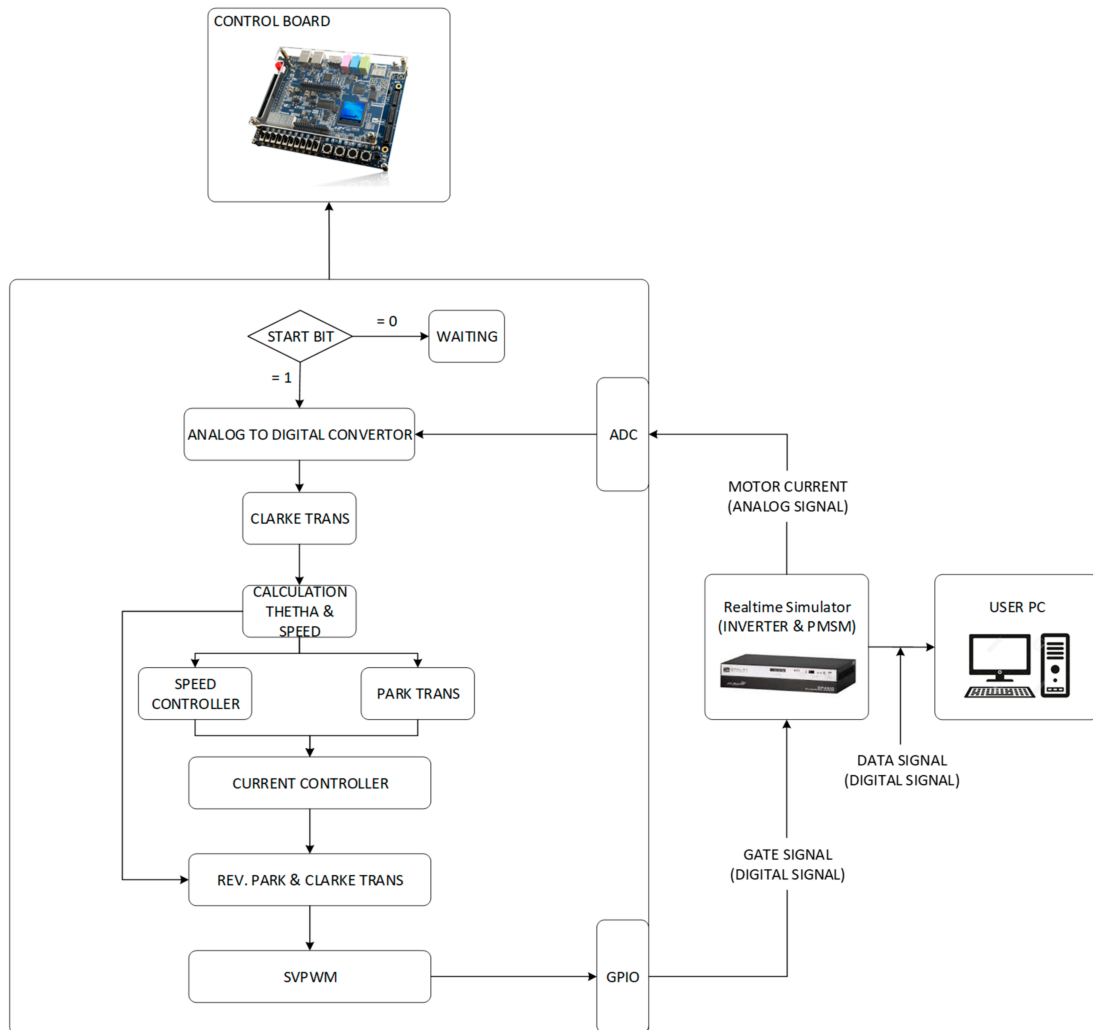 CONTROL BOARD
START BIT
= 0
WAITING
= 1
ANALOG TO DIGITAL CONVERTOR
ADC
CLARKE TRANS
MOTOR CURRENT
(ANALOG SIGNAL)
CALCULATION
THETHA &
SPEED
Realtime Simulator
(INVERTER & PMSM)
USER PC
SPEED
CONTROLLER
PARK TRANS
DATA SIGNAL
(DIGITAL SIGNAL)
CURRENT CONTROLLER
GATE SIGNAL
(DIGITAL SIGNAL)
REV. PARK & CLARKE TRANS
SVPWM
GPIO